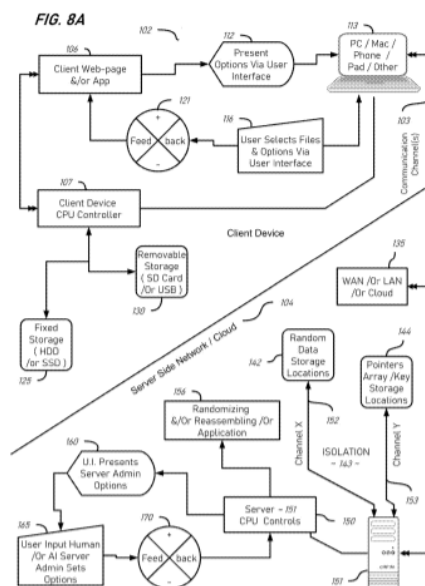 FIG. 8A
102
106
Client Web-page
&/or App
112
Present
Options Via User
Interface
113
PC / Mac /
Phone /
Pad / Other
103
Communication
Channel(s)
121
+
Feed back
-
116
User Selects Files
& Options Via
User Interface
107
Client Device
CPU Controller
Client Device
Removable
Storage
( SD Card
/Or USB )
130
Fixed
Storage
( HDD
/or SSD )
125
Server Side Network / Cloud
104
135
WAN /Or LAN
/Or Cloud
142
Random
Data
Storage
Locations
144
Pointers
Array /Key
Storage
Locations
152
Channel X
ISOLATION
- 143 -
Channel Y
153
156
Randomizing
&/Or Reassembling /Or
Application
160
U.I. Presents
Server Admin
Options
165
User Input Human
/Or AI Server
Admin Sets
Options
170
+
Feed back
-
Server - 151
CPU Controls
150
151